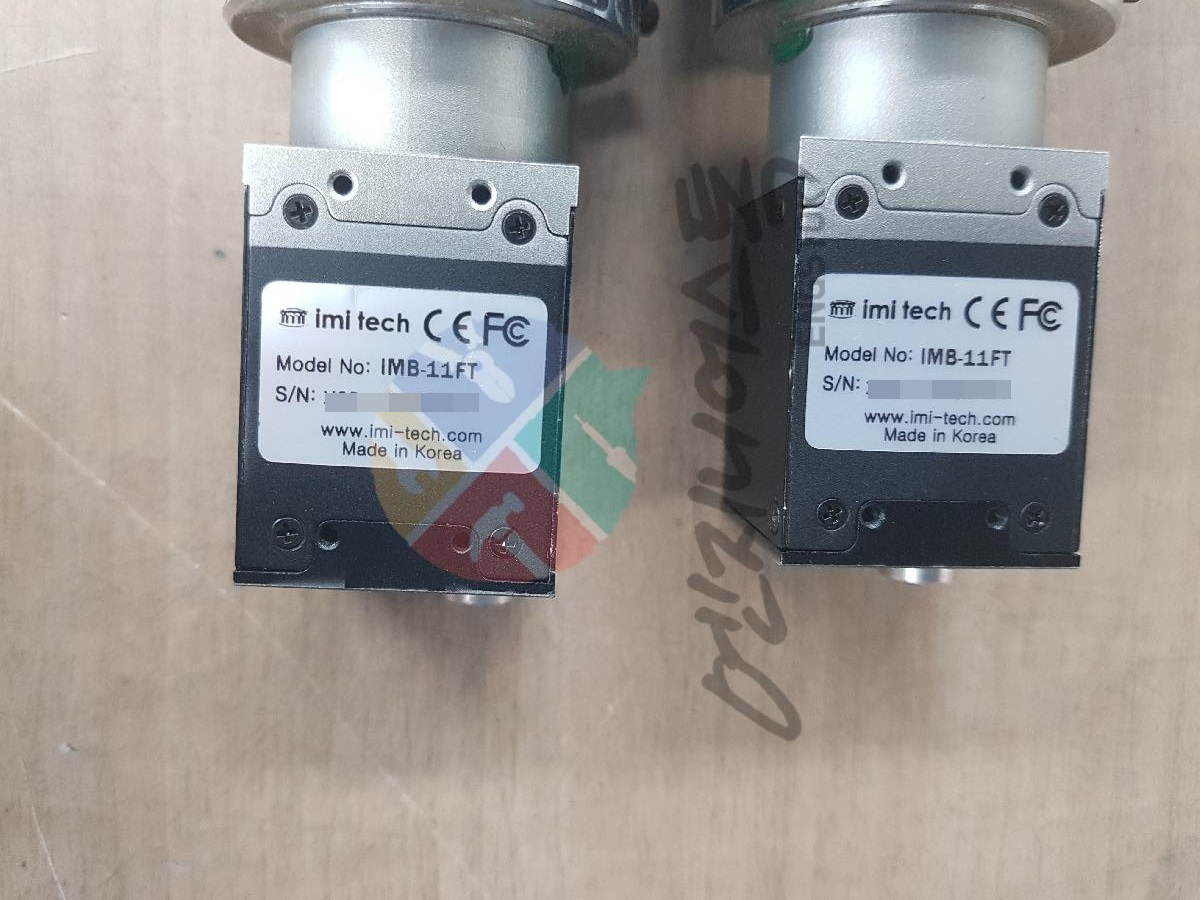 imi tech CE FC
Model No: IMB-11FT
S/N:
www.imi-tech.com
Made in Korea
imi tech CE FC
Model No: IMB-11FT
S/N:
www.imi-tech.com
Made in Korea